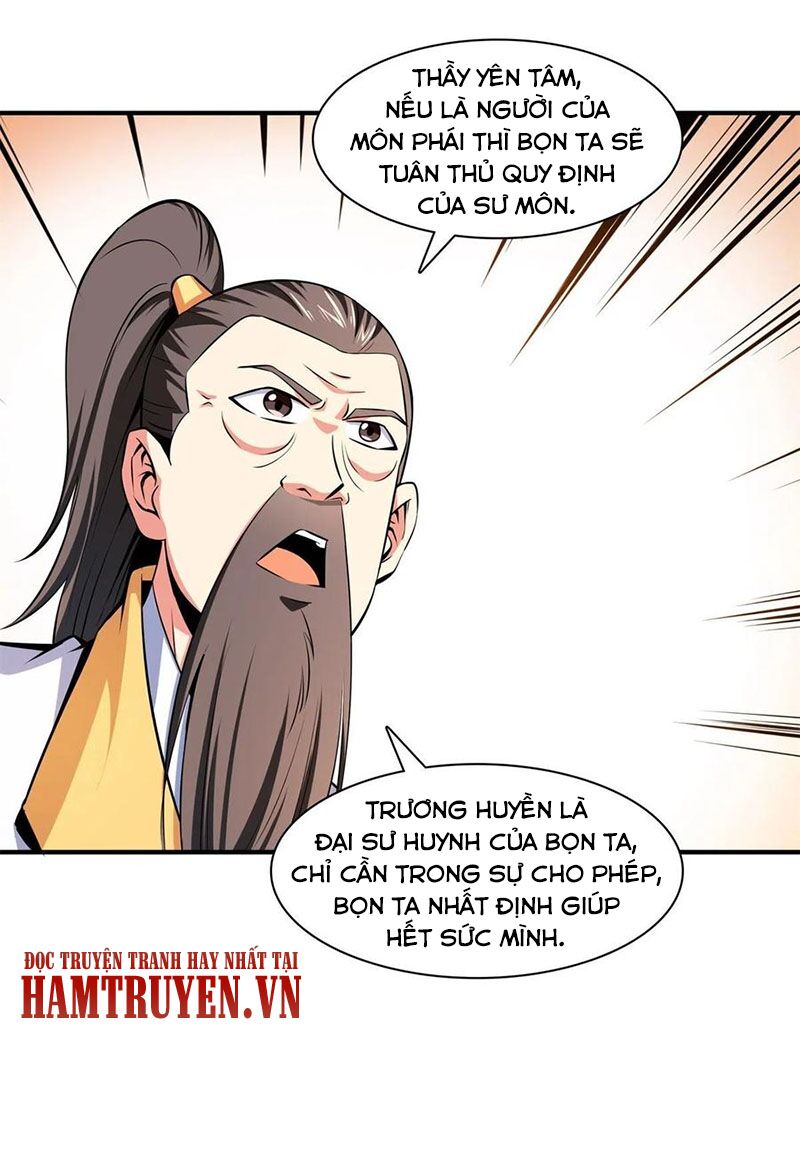 THẦY YÊN TÂM,
NẾU LÀ NGƯỜI CỦA
MÔN PHÁI THÌ BỌN TA SẼ
TUÂN THỦ QUY ĐỊNH
CỦA SƯ MÔN.
TRƯƠNG HUYỀN LÀ
ĐẠI SƯ HUYNH CỦA BỌN TA,
CHỈ CẦN TRONG SỰ CHO PHÉP,
BỌN TA NHẤT ĐỊNH GIÚP
HẾT SỨC MÌNH.
ĐỌC TRUYỆN TRANH HAY NHẤT TẠI
HAMTRUYEN.VN